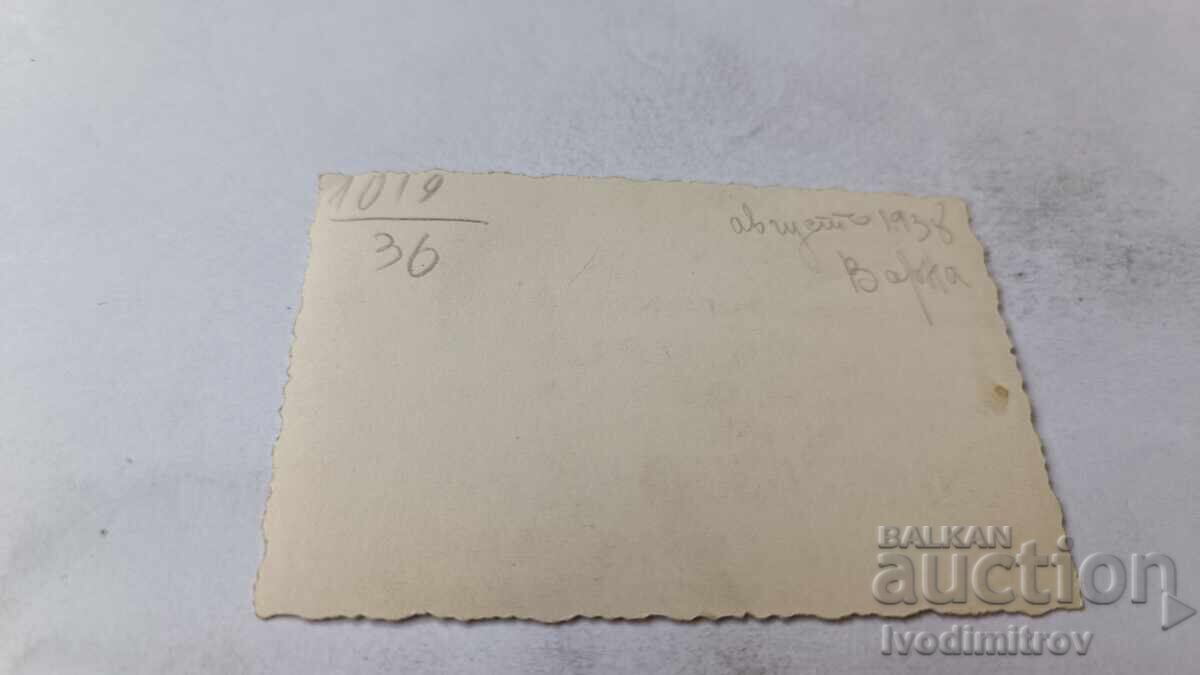 1019
36
августъ 1938
Варна
BALKAN
auction
Ivodimitrov